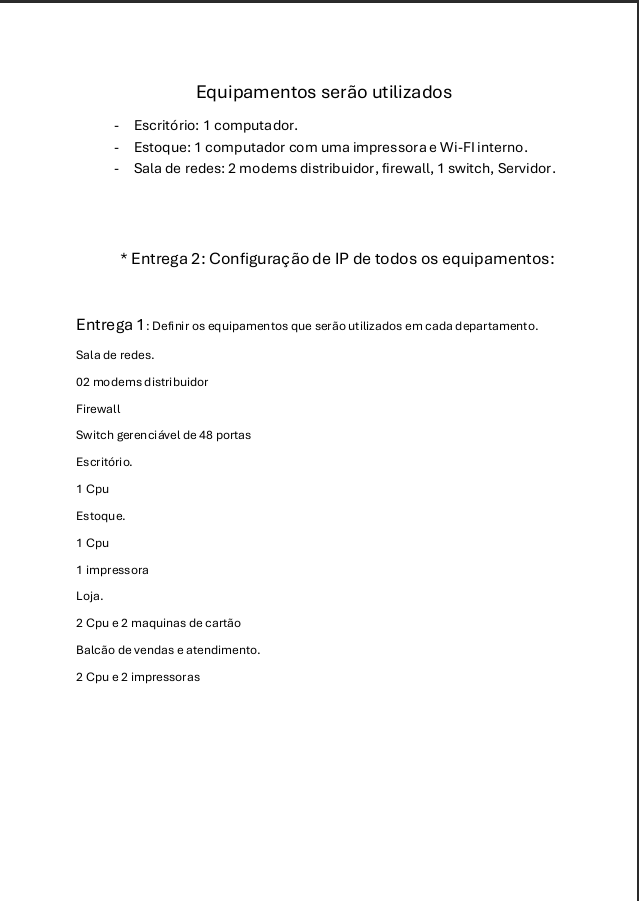 Equipamentos serão utilizados
- Escritório: 1 computador.
- Estoque: 1 computador com uma impressora e Wi-FI interno.
- Sala de redes: 2 modems distribuidor, firewall, 1 switch, Servidor.
* Entrega 2: Configuração de IP de todos os equipamentos:
Entrega 1: Definir os equipamentos que serão utilizados em cada departamento.
Sala de redes.
02 modems distribuidor
Firewall
Switch gerenciável de 48 portas
Escritório.
1 Cpu
Estoque.
1 Cpu
1 impressora
Loja.
2 Cpu e 2 maquinas de cartão
Balcão de vendas e atendimento.
2 Cpu e 2 impressoras